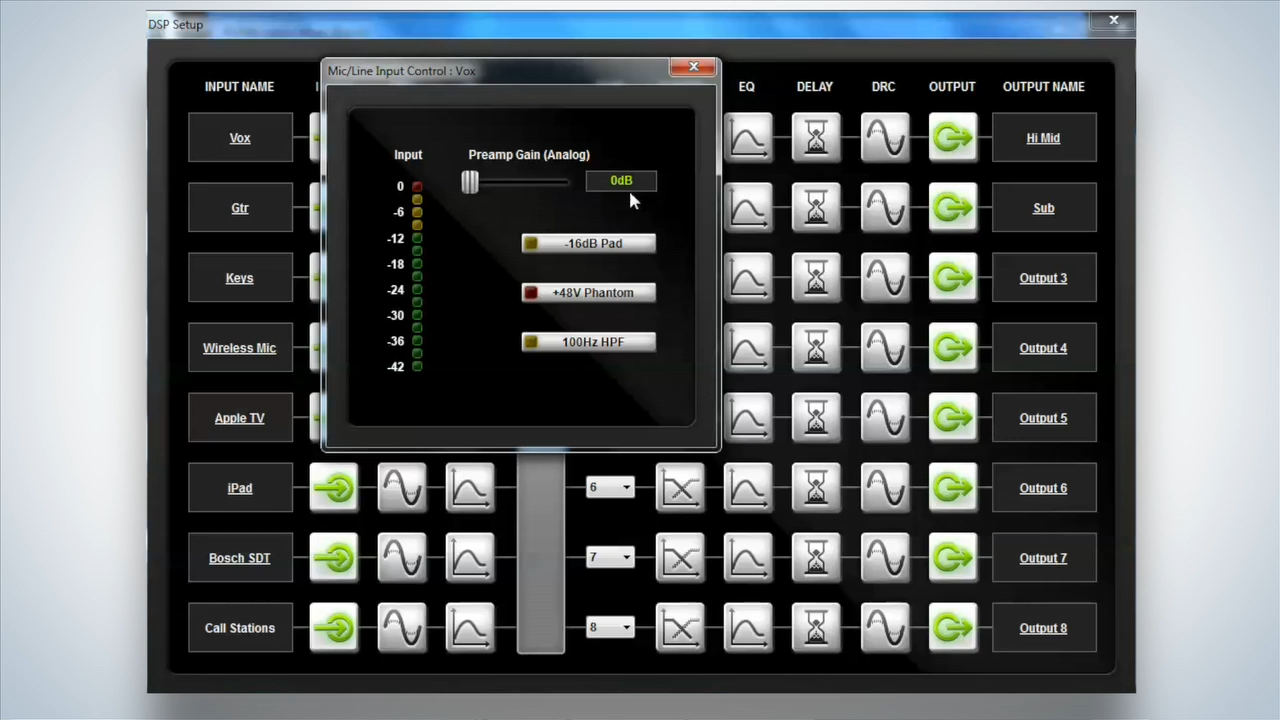 DSP Setup
Mic/Line Input Control : Vox
INPUT NAME
EQ
DELAY
DRC
OUTPUT
OUTPUT NAME
Vox
Hi Mid
Input
Preamp Gain (Analog)
0
0dB
-6
Gtr
Sub
-12
-16dB Pad
-18
Keys
Output 3
-24
+48V Phantom
-30
-36
100Hz HPF
Wireless Mic
Output 4
-42
Apple TV
Output 5
iPad
6
Output 6
Bosch SDT
7
Output 7
Call Stations
8
Output 8